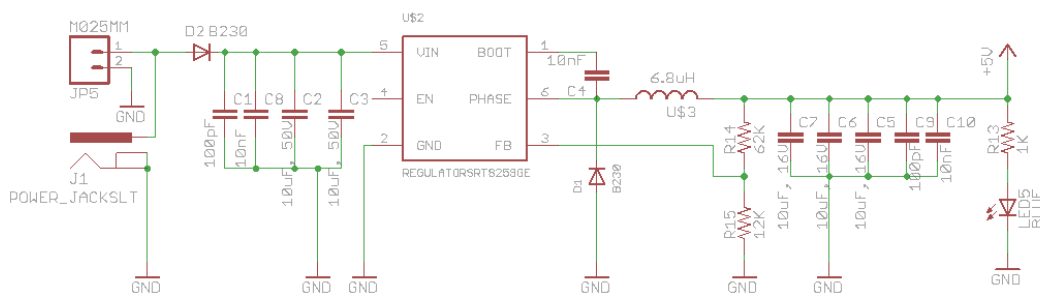 M025MM
1
2
JP5
GND
J1
POWER_JACKSLT
GND
D2 B230
C1
100pF
C8
10nF
C2
10uF, 50V
C3
10uF, 50V
GND
GND
U$2
5
VIN
BOOT
1
4
EN
PHASE
6
2
GND
FB
3
REGULATORSRT8259GE
10nF
C4
6.8uH
U$3
D1
B230
GND
R14
62K
R15
12K
GND
C7
10uF, 16V
C6
10uF, 16V
C5
10uF, 16V
C9
100pF
C10
10nF
GND
+5V
R13
1K
LED5
BLUE
GND